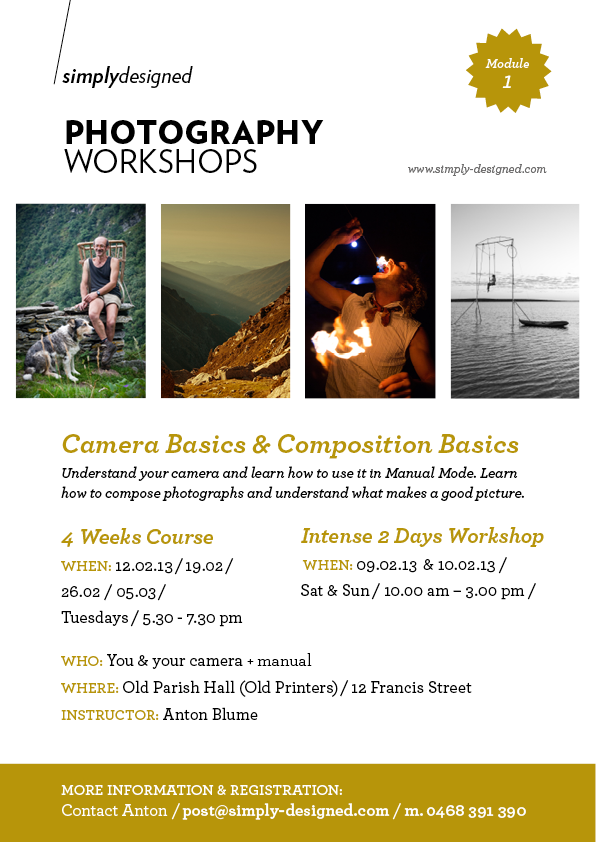 simplydesigned
Module
1
PHOTOGRAPHY
WORKSHOPS
www.simply-designed.com
Camera Basics & Composition Basics
Understand your camera and learn how to use it in Manual Mode. Learn
how to compose photographs and understand what makes a good picture.
4 Weeks Course
WHEN: 12.02.13 / 19.02 /
26.02 / 05.03 /
Tuesdays / 5.30 - 7.30 pm
Intense 2 Days Workshop
WHEN: 09.02.13 & 10.02.13 /
Sat & Sun / 10.00 am – 3.00 pm /
WHO: You & your camera + manual
WHERE: Old Parish Hall (Old Printers) / 12 Francis Street
INSTRUCTOR: Anton Blume
MORE INFORMATION & REGISTRATION:
Contact Anton / post@simply-designed.com / m. 0468 391 390